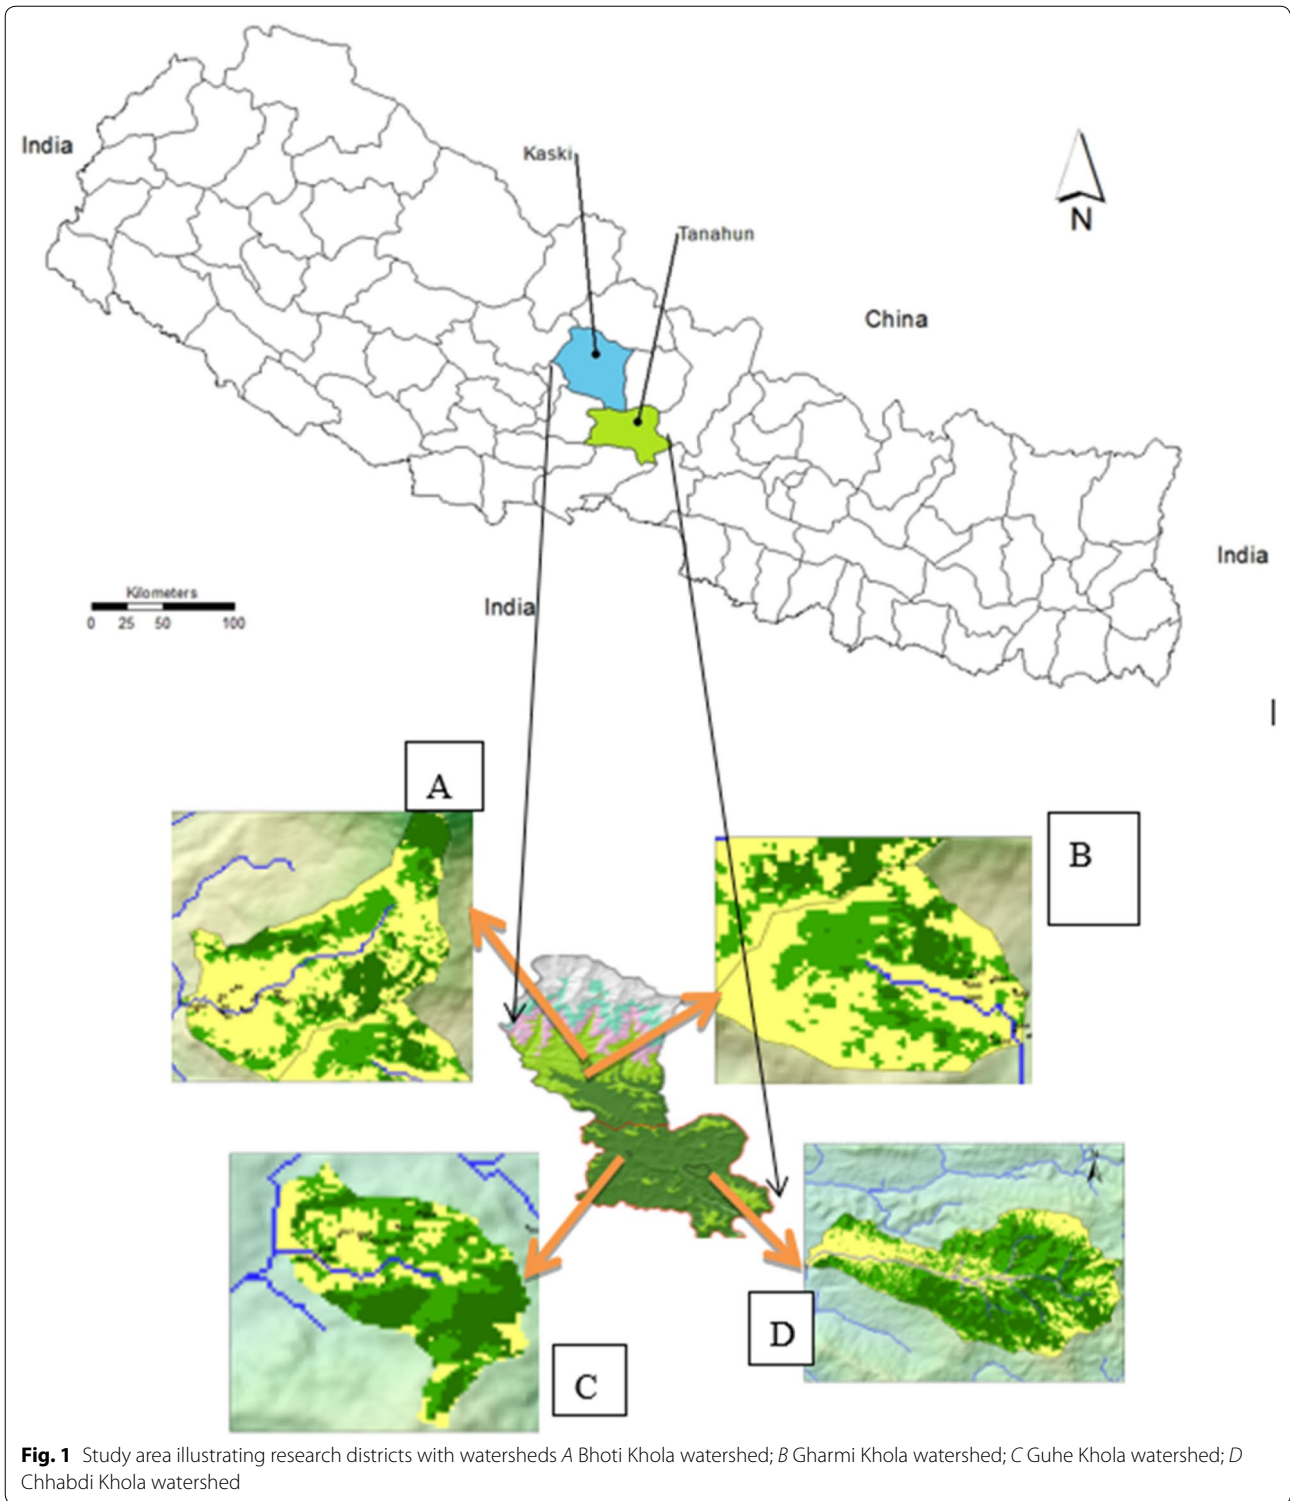 India
Kaski
N
Tanahun
China
India
Kilometers
0 25 50 100
India
A
B
C
D
Fig. 1 Study area illustrating research districts with watersheds A Bhoti Khola watershed; B Gharmi Khola watershed; C Guhe Khola watershed; D
Chhabdi Khola watershed